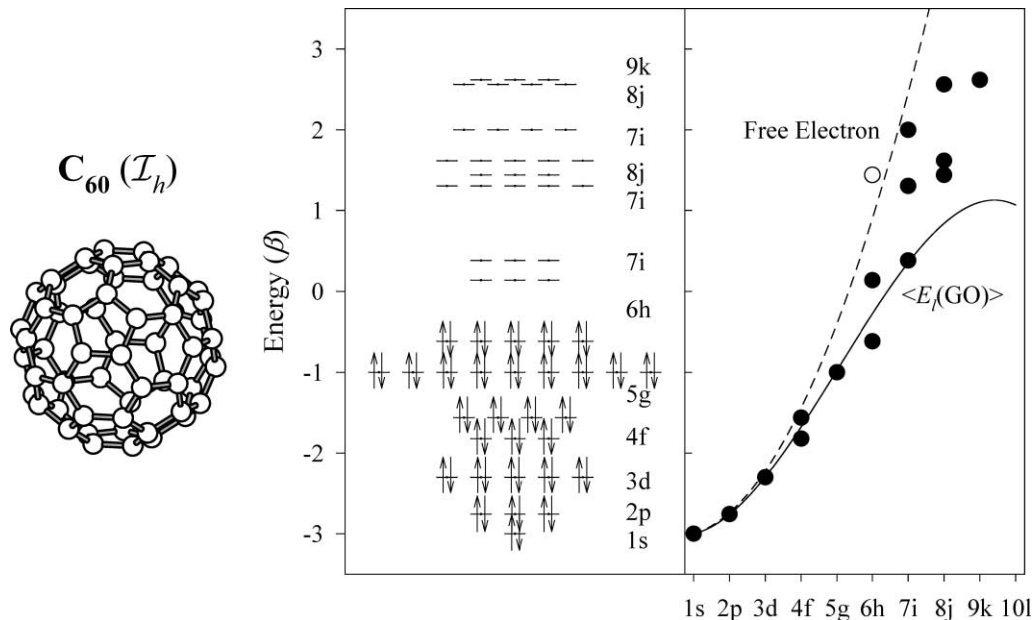 C60 (Ih)
Energy (β)
3
2
1
0
-1
-2
-3
9k
8j
7i
8j
7i
7i
6h
5g
4f
3d
2p
1s
Free Electron
<El(GO)>
1s 2p 3d 4f 5g 6h 7i 8j 9k 10l